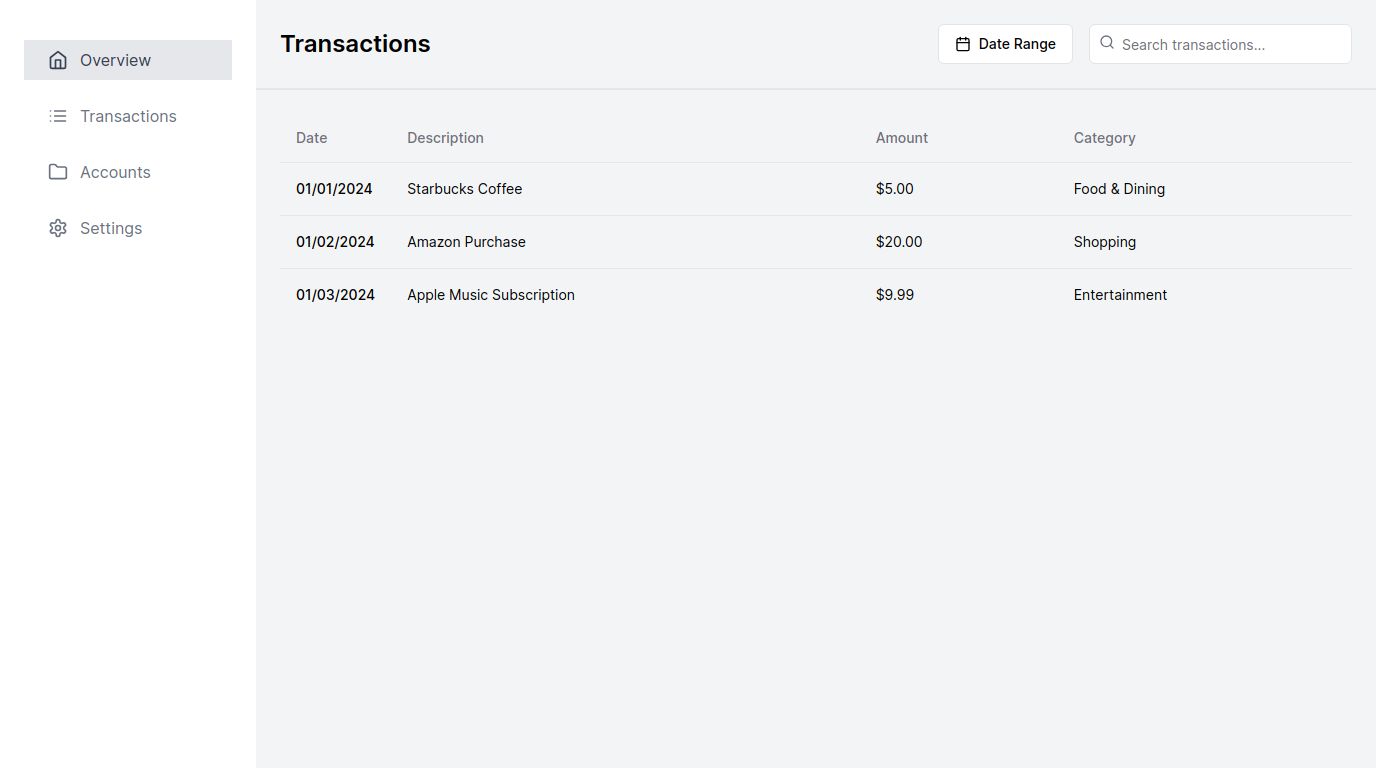 Overview
Transactions
Accounts
Settings
Transactions
Date Range
Search transactions...
Date Description Amount Category
01/01/2024 Starbucks Coffee $5.00 Food & Dining
01/02/2024 Amazon Purchase $20.00 Shopping
01/03/2024 Apple Music Subscription $9.99 Entertainment